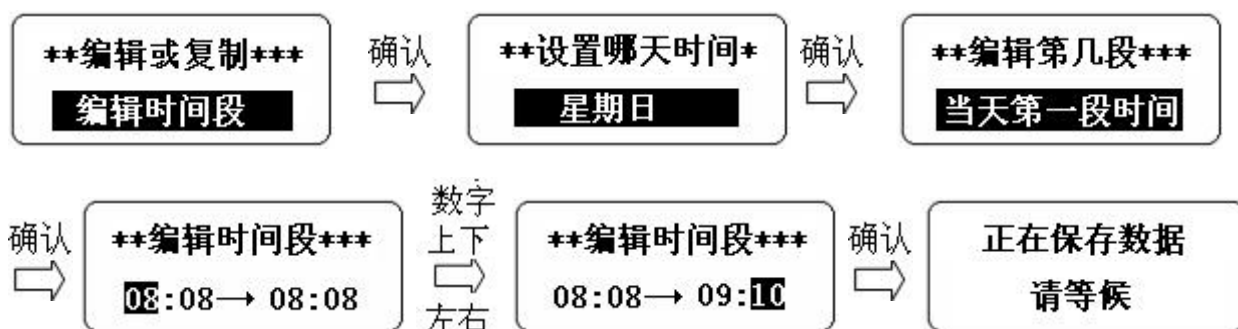 **编辑或复制***
编辑时间段
确认
**设置哪天时间*
星期日
确认
**编辑第几段***
当天第一段时间
确认
**编辑时间段***
08:08→08:08
数字
上下
左右
**编辑时间段***
08:08→09:10
确认
正在保存数据
请等候